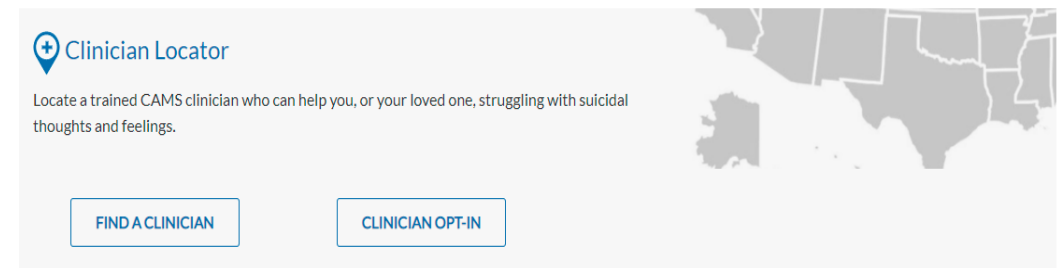 Clinician Locator
Locate a trained CAMS clinician who can help you, or your loved one, struggling with suicidal
thoughts and feelings.
FIND A CLINICIAN
CLINICIAN OPT-IN